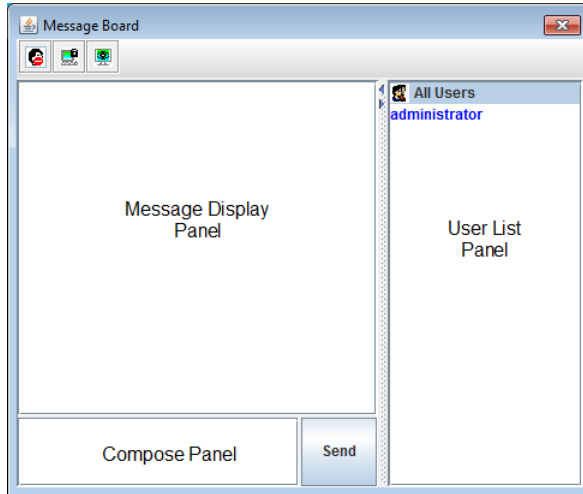 Message Board
All Users
administrator
Message Display
Panel
User List
Panel
Compose Panel
Send